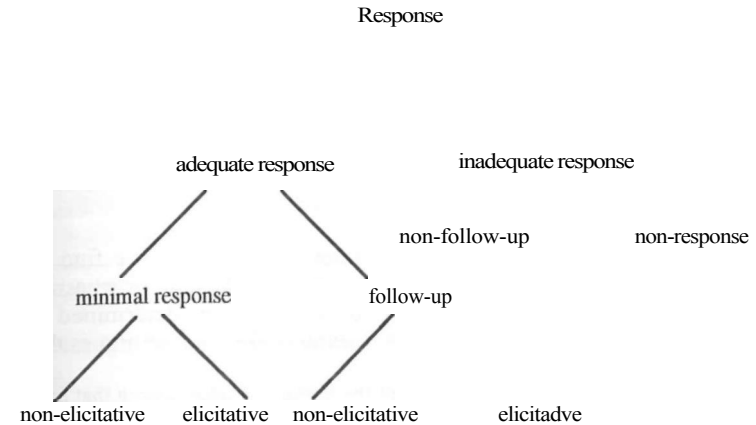 Response
adequate response
inadequate response
non-follow-up
non-response
minimal response
follow-up
non-elicitative
elicitative
non-elicitative
elicitadve